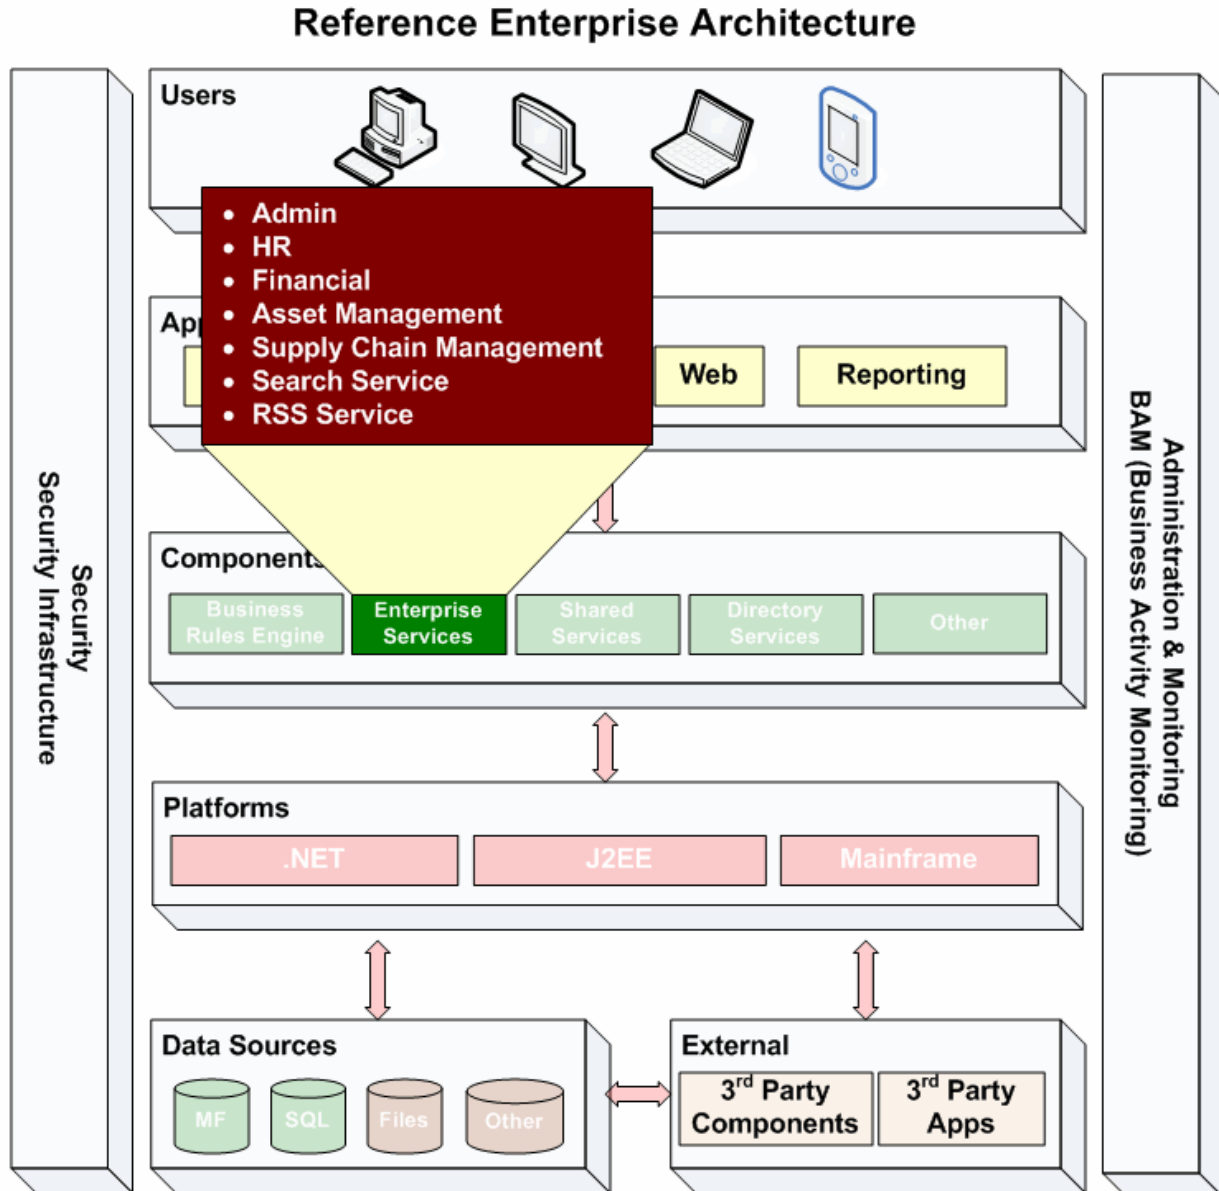 Reference Enterprise Architecture
Users
• Admin
• HR
• Financial
• Asset Management
• Supply Chain Management
• Search Service
• RSS Service
App
Web
Reporting
Components
Business
Rules Engine
Enterprise
Services
Shared
Services
Directory
Services
Other
Platforms
.NET
J2EE
Mainframe
Data Sources
MF
SQL
Files
Other
External
3rd Party
Components
3rd Party
Apps
Security
Security Infrastructure
Administration & Monitoring
BAM (Business Activity Monitoring)